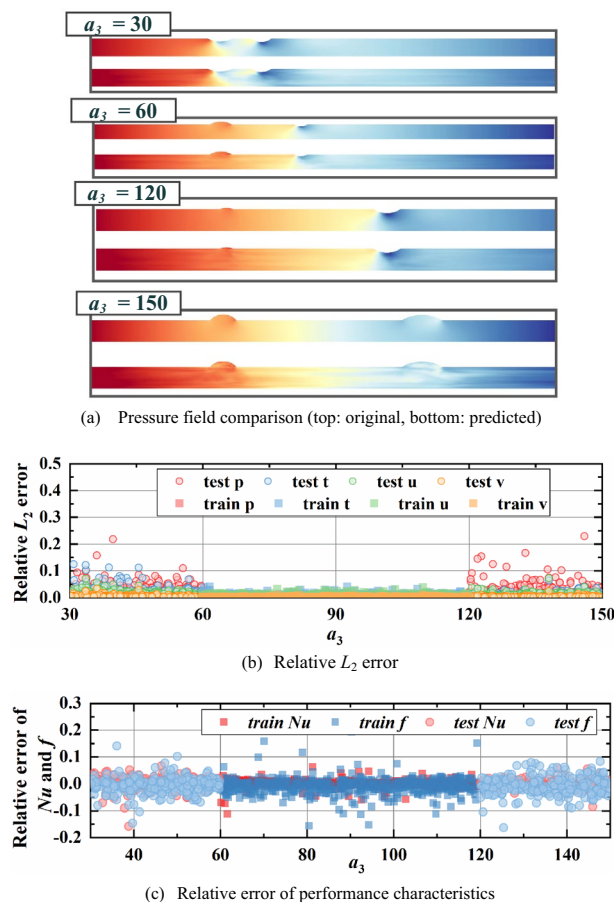 a3 = 30
a3 = 60
a3 = 120
a3 = 150
(a) Pressure field comparison (top: original, bottom: predicted)
Relative L2 error
0.5
0.4
0.3
0.2
0.1
0.0
test p test t test u test v
train p train t train u train v
30 60 90 120 150
a3
(b) Relative L2 error
Relative error of
Nu and f
0.3
0.2
0.1
0.0
-0.1
-0.2
train Nu train f test Nu test f
40 60 80 100 120 140
a3
(c) Relative error of performance characteristics